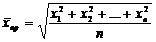 x̄_{кв} = √((x₁² + x₂² + ... + xₙ²) / n)